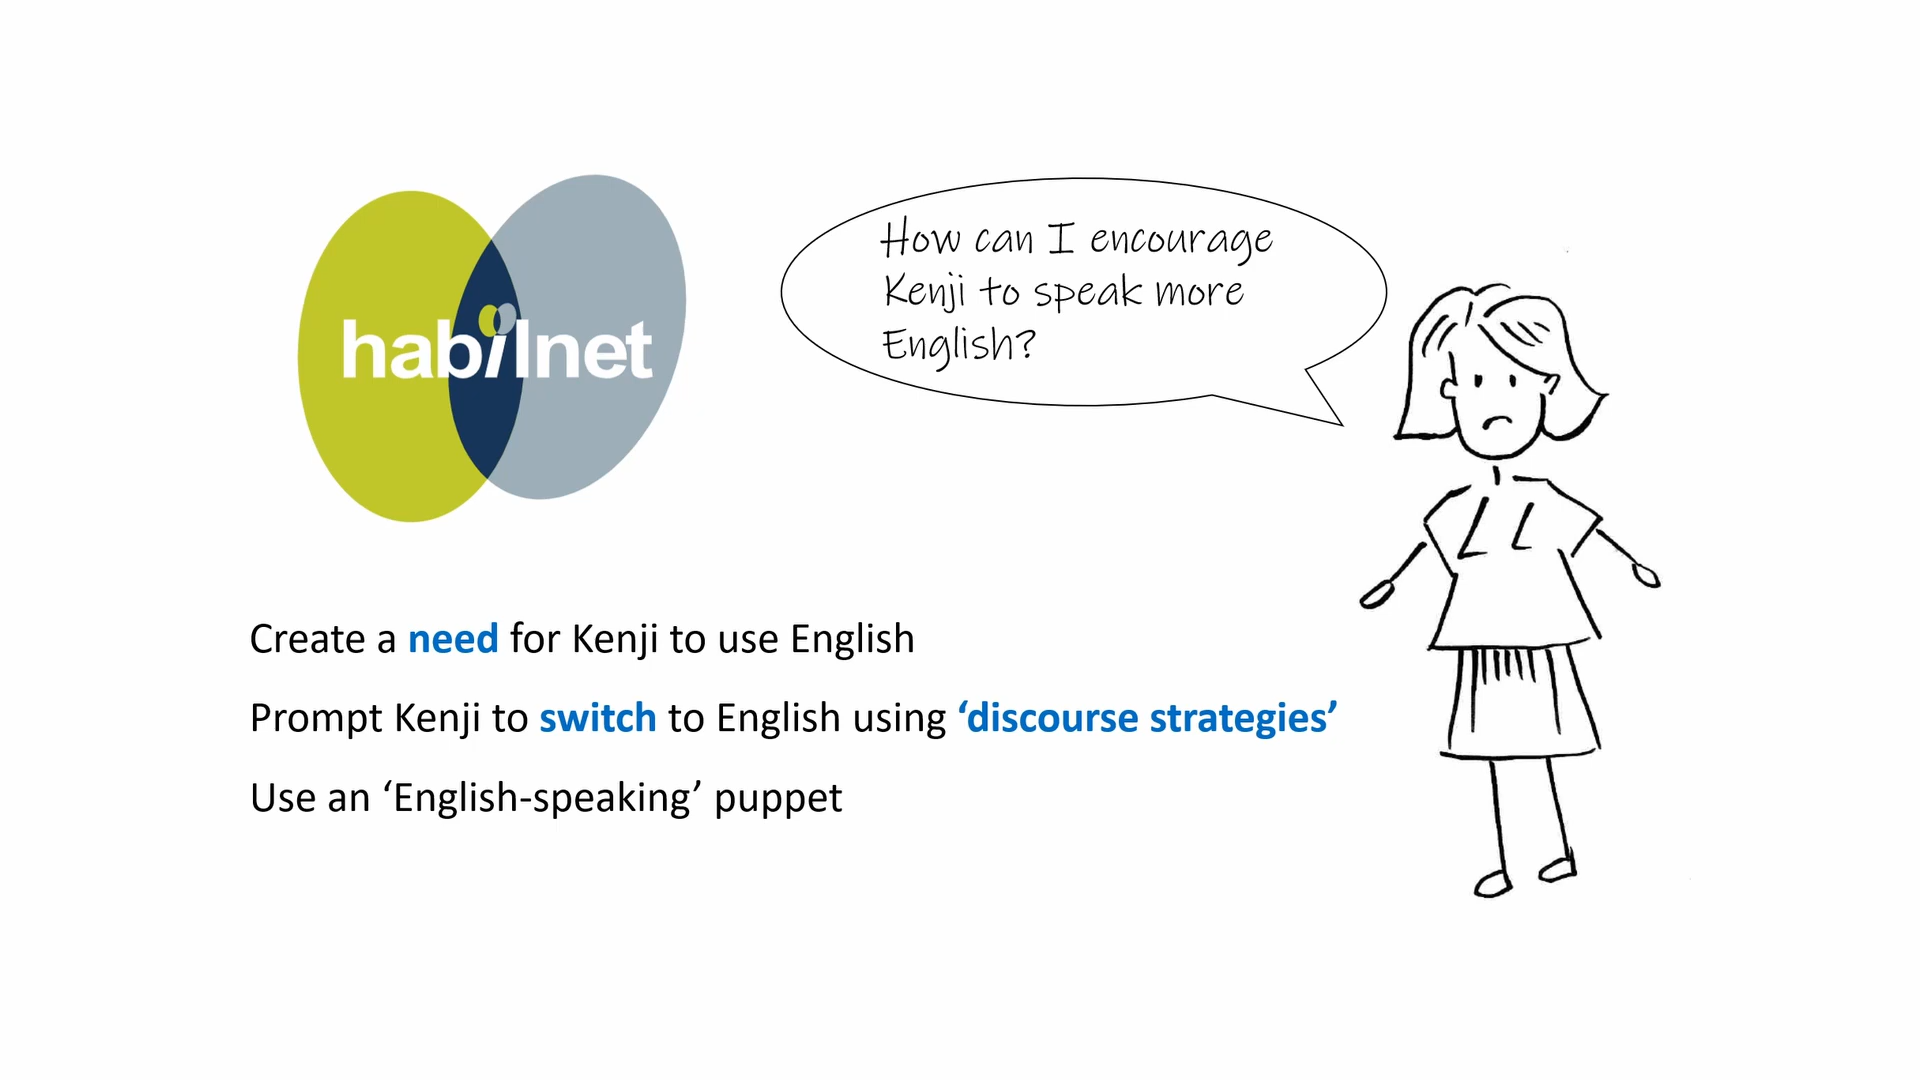 habilnet
How can I encourage
Kenji to speak more
English?
Create a need for Kenji to use English
Prompt Kenji to switch to English using ‘discourse strategies’
Use an ‘English-speaking’ puppet